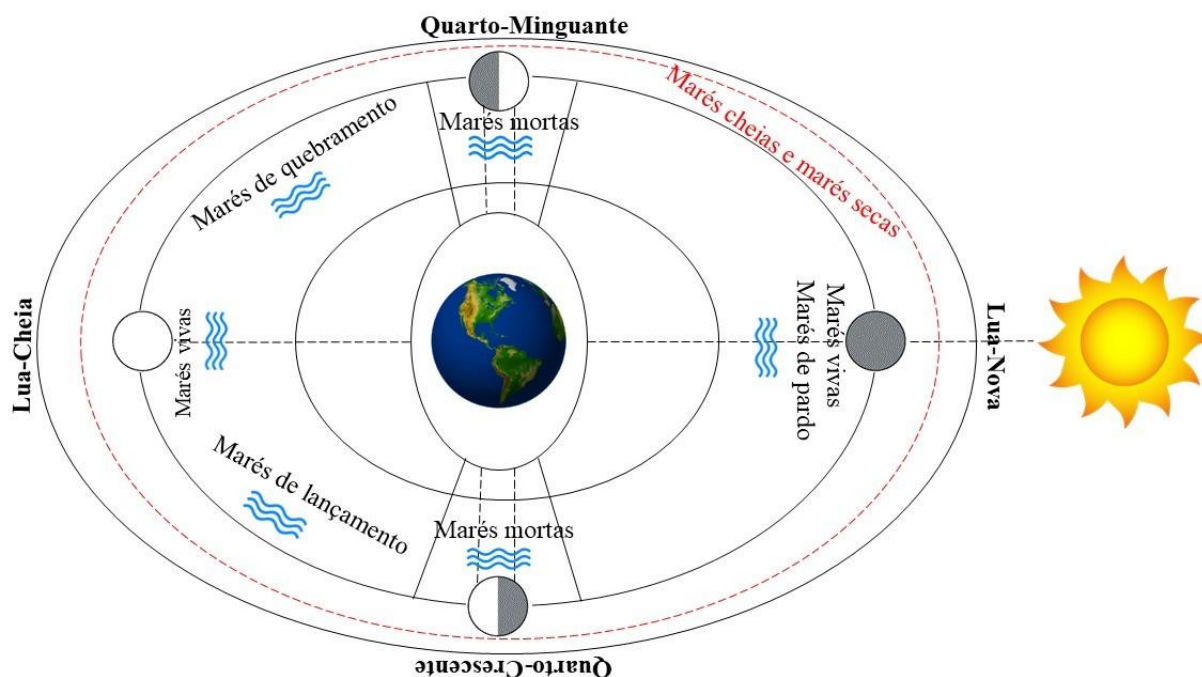 Quarto-Minguante
Marés cheias e marés secas
Marés mortas
Marés de quebramento
Lua-Cheia
Marés vivas
Marés vivas
Marés de pardo
Lua-Nova
Marés de lançamento
Marés mortas
Quarto-Crescente